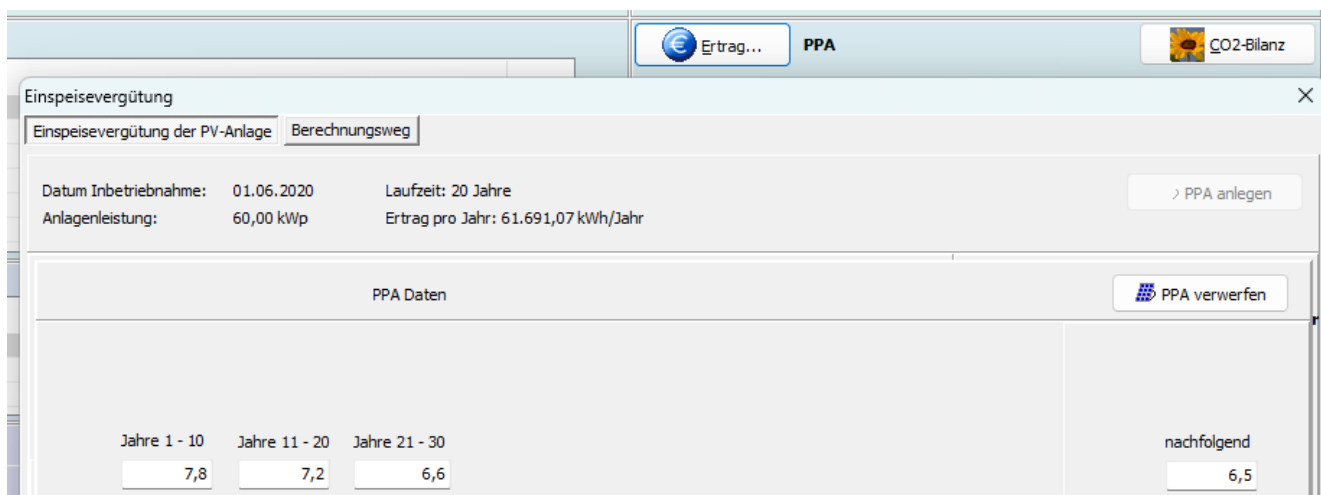 Ertrag... PPA CO2-Bilanz
Einspeisevergütung
Einspeisevergütung der PV-Anlage Berechnungsweg
Datum Inbetriebnahme: 01.06.2020 Laufzeit: 20 Jahre PPA anlegen
Anlagenleistung: 60,00 kWp Ertrag pro Jahr: 61.691,07 kWh/Jahr
PPA Daten PPA verwerfen
Jahre 1 - 10 Jahre 11 - 20 Jahre 21 - 30 nachfolgend
7,8 7,2 6,6 6,5